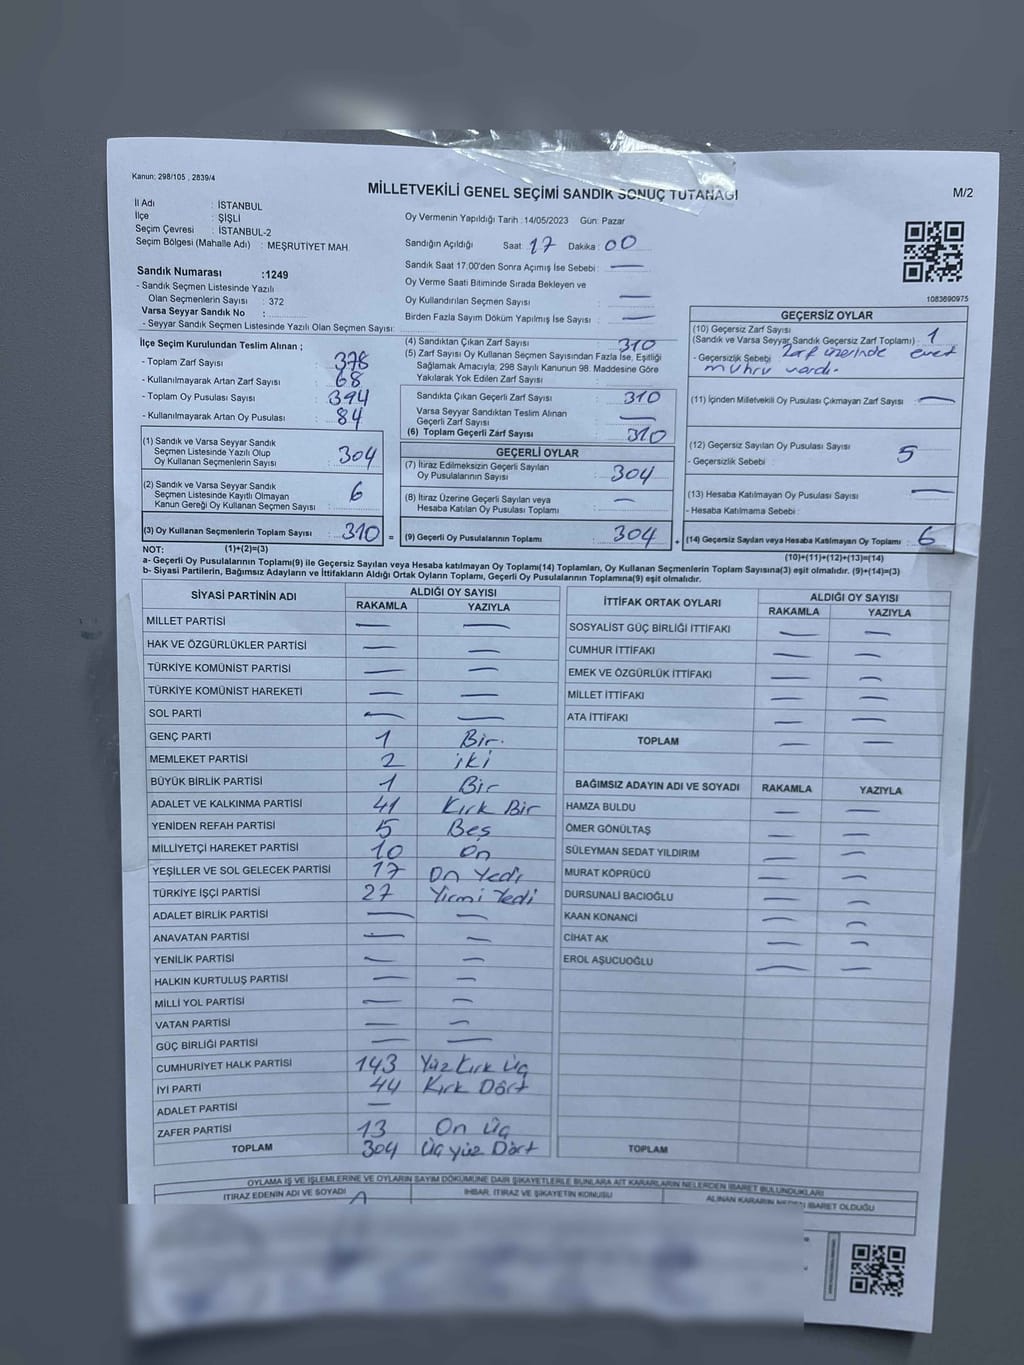 Kanun: 298/105 , 2839/4
MİLLETVEKİLİ GENEL SEÇİMİ SANDIK SONUÇ TUTANAĞI
M/2
İl Adı : İSTANBUL
İlçe : ŞİŞLİ
Seçim Çevresi : İSTANBUL-2
Seçim Bölgesi (Mahalle Adı) : MEŞRUTİYET MAH
Sandık Numarası :1249
- Sandık Seçmen Listesinde Yazılı
Olan Seçmenlerin Sayısı : 372
Varsa Seyyar Sandık No :
- Seyyar Sandık Seçmen Listesinde Yazılı Olan Seçmen Sayısı:
Oy Vermenin Yapıldığı Tarih : 14/05/2023 Gün: Pazar
Sandığın Açıldığı Saat: 17 Dakika: 00
Sandık Saat 17.00'den Sonra Açılmış İse Sebebi : —
Oy Verme Saati Bitiminde Sırada Bekleyen ve
Oy Kullandırılan Seçmen Sayısı : —
Birden Fazla Sayım Döküm Yapılmış İse Sayısı : —
1083690975
İlçe Seçim Kurulundan Teslim Alınan ;
- Toplam Zarf Sayısı : 378
- Kullanılmayarak Artan Zarf Sayısı : 68
- Toplam Oy Pusulası Sayısı : 394
- Kullanılmayarak Artan Oy Pusulası : 84
(1) Sandık ve Varsa Seyyar Sandık
Seçmen Listesinde Yazılı Olup
Oy Kullanan Seçmenlerin Sayısı : 304
(2) Sandık ve Varsa Seyyar Sandık
Seçmen Listesinde Kayıtlı Olmayan
Kanun Gereği Oy Kullanan Seçmen Sayısı : 6
(3) Oy Kullanan Seçmenlerin Toplam Sayısı : 310 =
(4) Sandıktan Çıkan Zarf Sayısı : 310
(5) Zarf Sayısı Oy Kullanan Seçmen Sayısından Fazla İse, Eşitliği
Sağlamak Amacıyla, 298 Sayılı Kanunun 98. Maddesine Göre
Yakılarak Yok Edilen Zarf Sayısı :
Sandıkta Çıkan Geçerli Zarf Sayısı : 310
Varsa Seyyar Sandıktan Teslim Alınan
Geçerli Zarf Sayısı : —
(6) Toplam Geçerli Zarf Sayısı : 310
GEÇERLİ OYLAR
(7) İtiraz Edilmeksizin Geçerli Sayılan
Oy Pusulalarının Sayısı : 304
(8) İtiraz Üzerine Geçerli Sayılan veya
Hesaba Katılan Oy Pusulası Toplamı : —
(9) Geçerli Oy Pusulalarının Toplamı : 304 +
GEÇERSİZ OYLAR
(10) Geçersiz Zarf Sayısı
(Sandık ve Varsa Seyyar Sandık Geçersiz Zarf Toplamı) : 1
- Geçersizlik Sebebi : Zarf üzerinde evet
mührü vardı.
(11) İçinden Milletvekili Oy Pusulası Çıkmayan Zarf Sayısı : —
(12) Geçersiz Sayılan Oy Pusulası Sayısı : 5
- Geçersizlik Sebebi :
(13) Hesaba Katılmayan Oy Pusulası Sayısı : —
- Hesaba Katılmama Sebebi :
(14) Geçersiz Sayılan veya Hesaba Katılmayan Oy Toplamı : 6
NOT: (1)+(2)=(3)
(10)+(11)+(12)+(13)=(14)
a- Geçerli Oy Pusulaların Toplamı(9) ile Geçersiz Sayılan veya Hesaba katılmayan Oy Toplamı(14) Toplamları, Oy Kullanan Seçmenlerin Toplam Sayısına(3) eşit olmalıdır. (9)+(14)=(3)
b- Siyasi Partilerin, Bağımsız Adayların ve İttifakların Aldığı Ortak Oyların Toplamı, Geçerli Oy Pusulalarının Toplamına(9) eşit olmalıdır.
SİYASİ PARTİNİN ADI ALDIĞI OY SAYISI
RAKAMLA YAZIYLA
MİLLET PARTİSİ — —
HAK VE ÖZGÜRLÜKLER PARTİSİ — —
TÜRKİYE KOMÜNİST PARTİSİ — —
TÜRKİYE KOMÜNİST HAREKETİ — —
SOL PARTİ — —
GENÇ PARTİ 1 Bir.
MEMLEKET PARTİSİ 2 iki
BÜYÜK BİRLİK PARTİSİ 1 Bir
ADALET VE KALKINMA PARTİSİ 41 Kırk Bir
YENİDEN REFAH PARTİSİ 5 Beş
MİLLİYETÇİ HAREKET PARTİSİ 10 On
YEŞİLLER VE SOL GELECEK PARTİSİ 17 On Yedi
TÜRKİYE İŞÇİ PARTİSİ 27 Yirmi Yedi
ADALET BİRLİK PARTİSİ — —
ANAVATAN PARTİSİ — —
YENİLİK PARTİSİ — —
HALKIN KURTULUŞ PARTİSİ — —
MİLLİ YOL PARTİSİ — —
VATAN PARTİSİ — —
GÜÇ BİRLİĞİ PARTİSİ — —
CUMHURİYET HALK PARTİSİ 143 Yüz Kırk Üç
İYİ PARTİ 44 Kırk Dört
ADALET PARTİSİ —
ZAFER PARTİSİ 13 On Üç
TOPLAM 304 Üç yüz Dört
İTTİFAK ORTAK OYLARI ALDIĞI OY SAYISI
RAKAMLA YAZIYLA
SOSYALİST GÜÇ BİRLİĞİ İTTİFAKI — —
CUMHUR İTTİFAKI — —
EMEK VE ÖZGÜRLÜK İTTİFAKI — —
MİLLET İTTİFAKI — —
ATA İTTİFAKI — —
TOPLAM — —
BAĞIMSIZ ADAYIN ADI VE SOYADI RAKAMLA YAZIYLA
HAMZA BULDU — —
ÖMER GÖNÜLTAŞ — —
SÜLEYMAN SEDAT YILDIRIM — —
MURAT KÖPRÜCÜ — —
DURSUNALİ BACIOĞLU — —
KAAN KONANCİ — —
CİHAT AK — —
EROL AŞUCUOĞLU — —
TOPLAM
OYLAMA İŞ VE İŞLEMLERİNE VE OYLARIN SAYIM DÖKÜMÜNE DAİR ŞİKAYETLERLE BUNLARA AİT KARARLARIN NELERDEN İBARET BULUNDUKLARI
İTİRAZ EDENİN ADI VE SOYADI İHBAR, İTİRAZ VE ŞİKAYETİN KONUSU ALINAN KARARIN NEDEN İBARET OLDUĞU